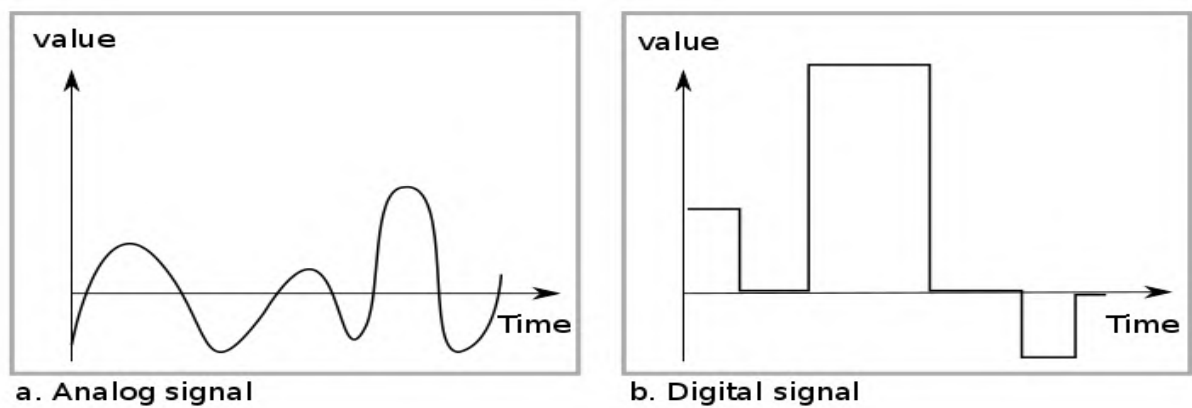 value
Time
a. Analog signal
value
Time
b. Digital signal